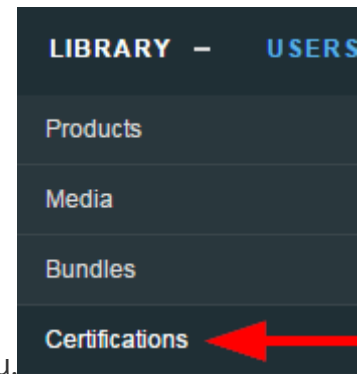 LIBRARY – USERS
Products
Media
Bundles
Certifications
u.